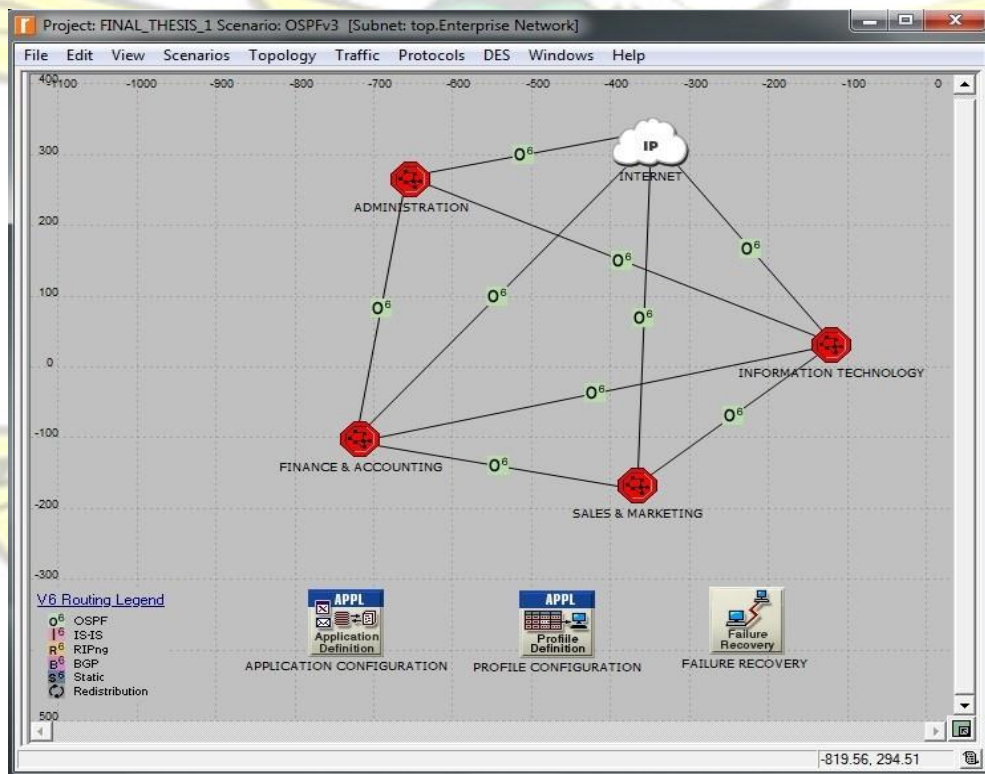 Project: FINAL_THESIS_1 Scenario: OSPFv3 [Subnet: top.Enterprise Network]
File Edit View Scenarios Topology Traffic Protocols DES Windows Help
400
-1100 -1000 -900 -800 -700 -600 -500 -400 -300 -200 -100 0
IP
INTERNET
O6
300
ADMINISTRATION
200
O6
O6
100
O6
O6
O6
0
INFORMATION TECHNOLOGY
O6
O6
-100
FINANCE & ACCOUNTING
O6
SALES & MARKETING
-200
-300
V6 Routing Legend
O6 OSPF
I6 IS-IS
R6 RIPng
B6 BGP
S6 Static
Redistribution
APPL
Application
Definition
APPLICATION CONFIGURATION
APPL
Profiile
Definition
PROFILE CONFIGURATION
Failure
Recovery
FAILURE RECOVERY
500
-819.56, 294.51